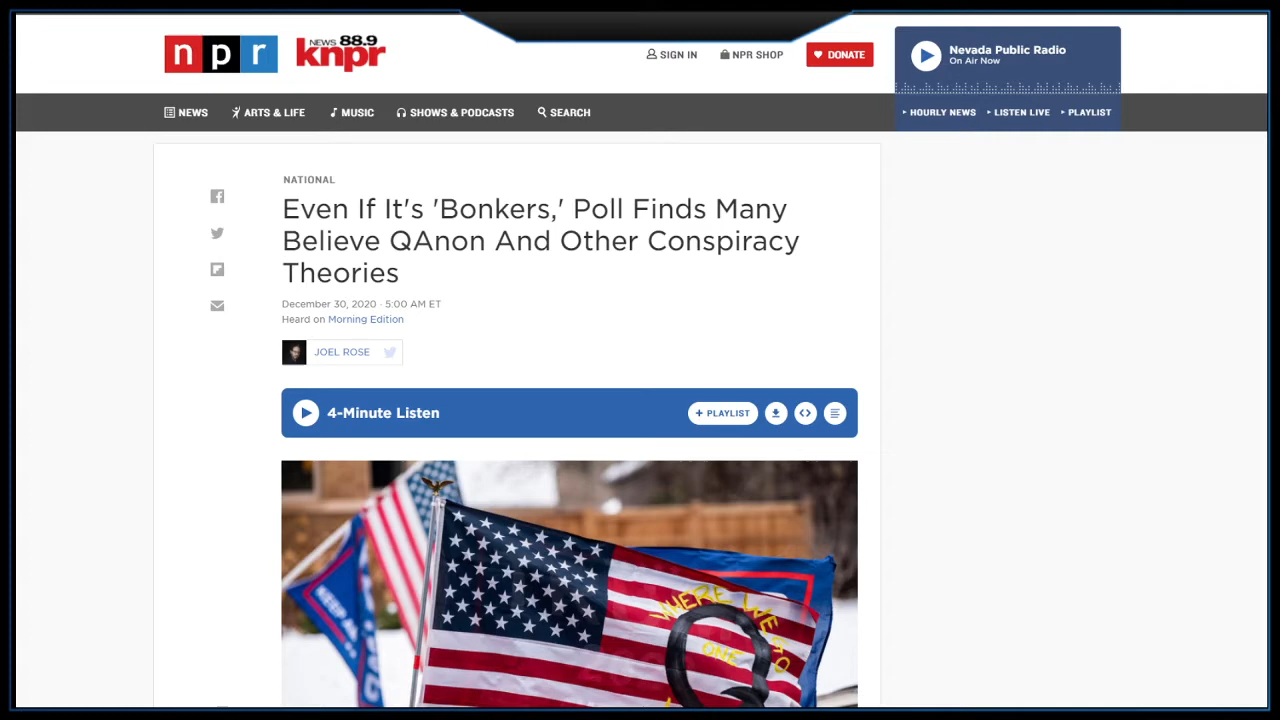 npr
NEWS 88.9
knpr
SIGN IN
NPR SHOP
DONATE
Nevada Public Radio
On Air Now
NEWS
ARTS & LIFE
MUSIC
SHOWS & PODCASTS
SEARCH
HOURLY NEWS
LISTEN LIVE
PLAYLIST
NATIONAL
Even If It's 'Bonkers,' Poll Finds Many
Believe QAnon And Other Conspiracy
Theories
December 30, 2020 · 5:00 AM ET
Heard on Morning Edition
JOEL ROSE
4-Minute Listen
+ PLAYLIST
WHERE WE GO
ONE
Q